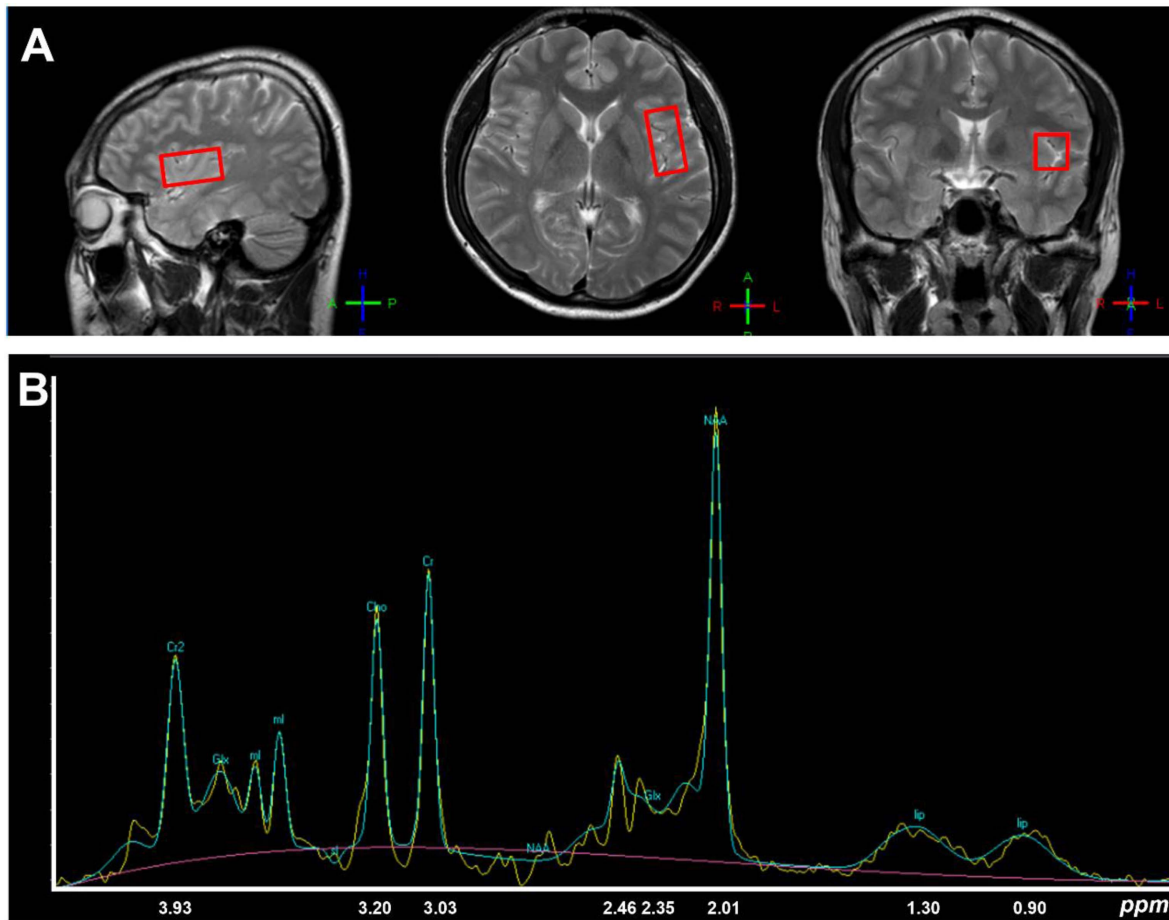 A
H
A P
A
R L
H
R A L
B
NAA
Cr
Cho
Cr2
mI
Glx
mI
Glx
NAA
lip
lip
3.93 3.20 3.03 2.46 2.35 2.01 1.30 0.90 ppm